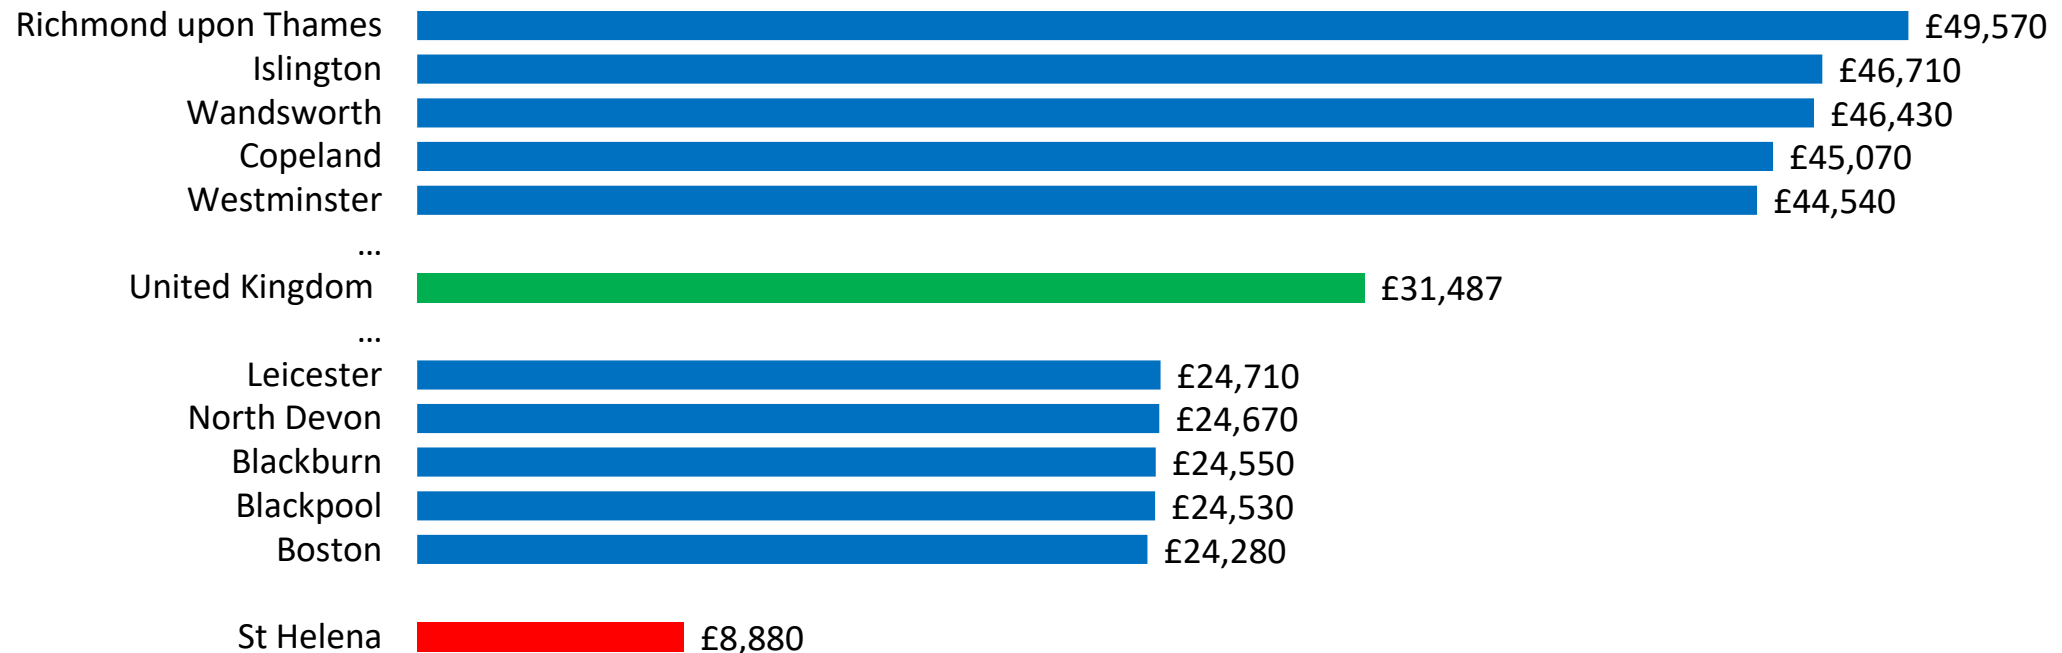 Richmond upon Thames £49,570
Islington £46,710
Wandsworth £46,430
Copeland £45,070
Westminster £44,540
...
United Kingdom £31,487
...
Leicester £24,710
North Devon £24,670
Blackburn £24,550
Blackpool £24,530
Boston £24,280
St Helena £8,880